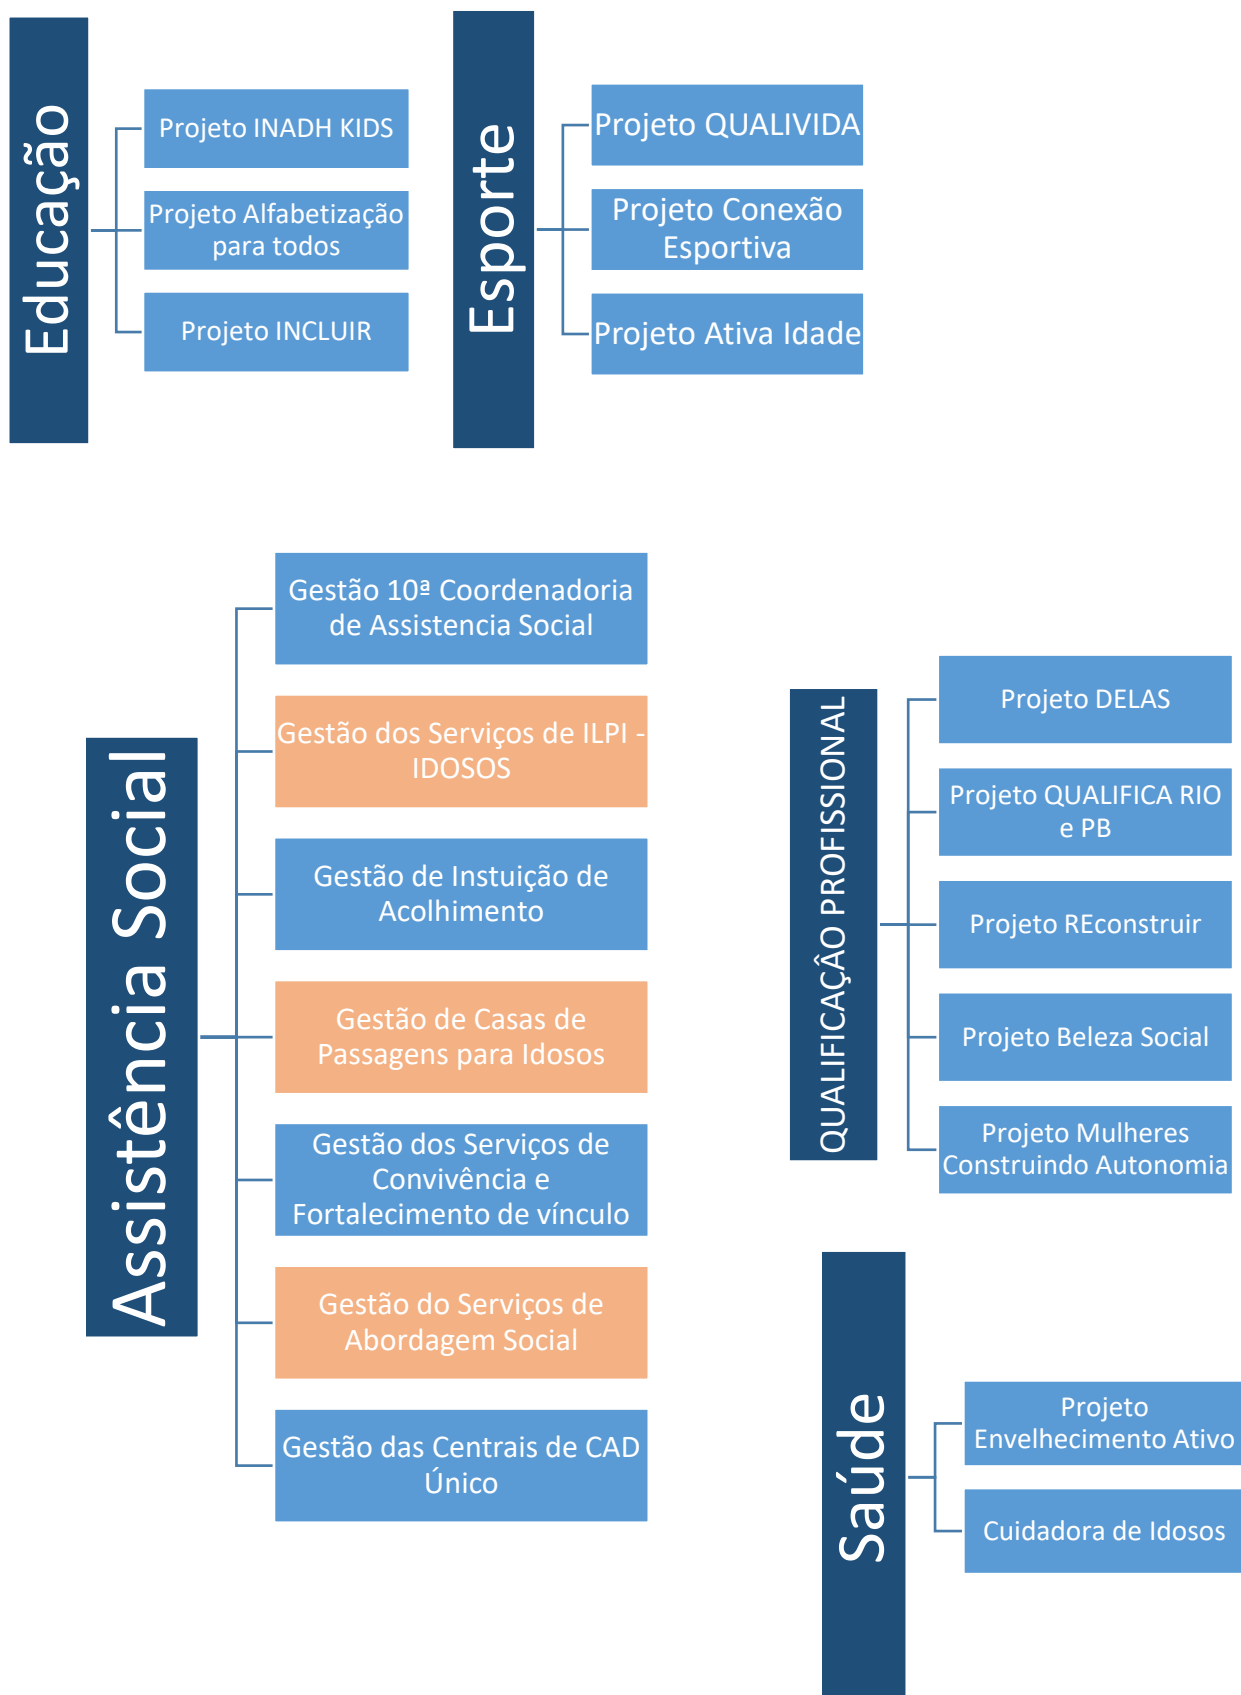 Educação
Projeto INADH KIDS
Projeto Alfabetização
para todos
Projeto INCLUIR
Esporte
Projeto QUALIVIDA
Projeto Conexão
Esportiva
Projeto Ativa Idade
Assistência Social
Gestão 10ª Coordenadoria
de Assistencia Social
Gestão dos Serviços de ILPI -
IDOSOS
Gestão de Instuição de
Acolhimento
Gestão de Casas de
Passagens para Idosos
Gestão dos Serviços de
Convivência e
Fortalecimento de vínculo
Gestão do Serviços de
Abordagem Social
Gestão das Centrais de CAD
Único
QUALIFICAÇÂO PROFISSIONAL
Projeto DELAS
Projeto QUALIFICA RIO
e PB
Projeto REconstruir
Projeto Beleza Social
Projeto Mulheres
Construindo Autonomia
Saúde
Projeto
Envelhecimento Ativo
Cuidadora de Idosos